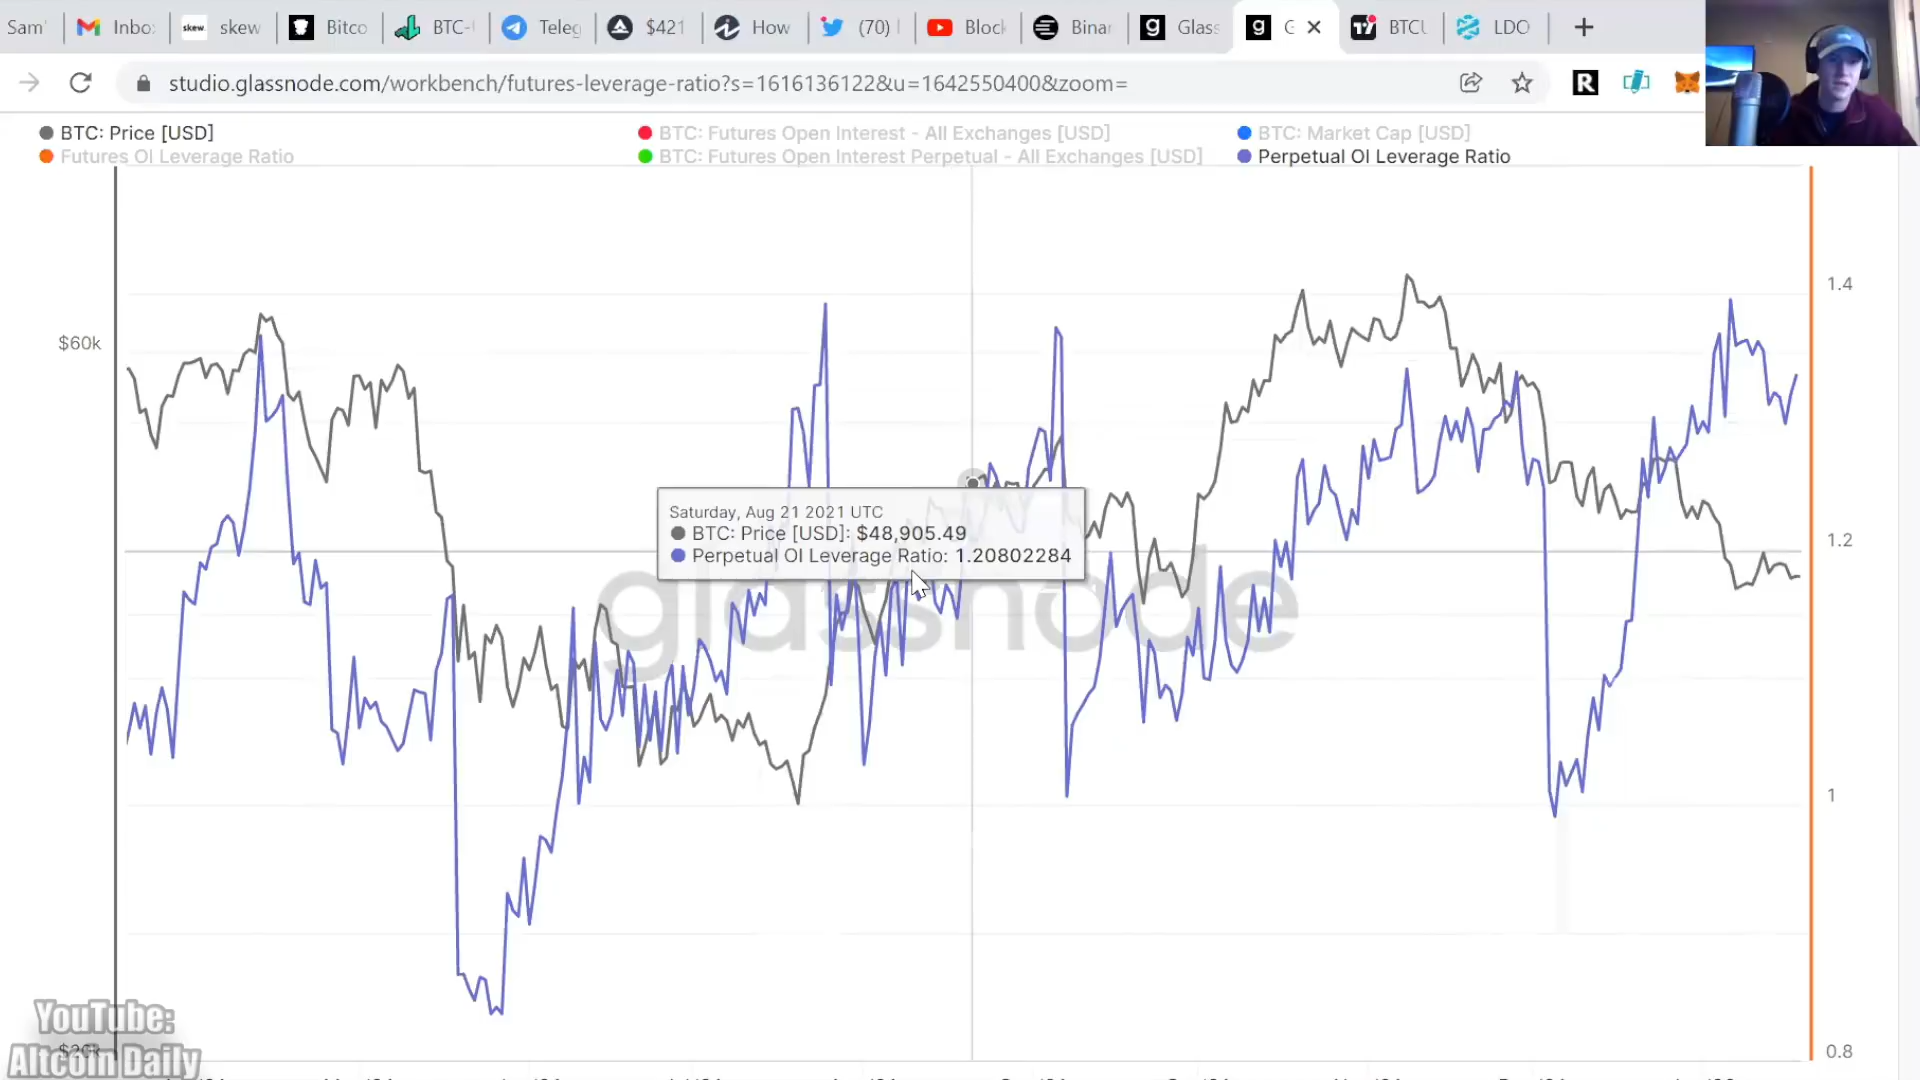 Sam'
Inbo
skew skew
Bitco
BTC-
Teleg
$421
How
(70)
Block
Binar
g Glass
g G
17 BTCU
LDO
studio.glassnode.com/workbench/futures-leverage-ratio?s=1616136122&u=1642550400&zoom=
R
BTC: Price [USD]
BTC: Futures Open Interest - All Exchanges [USD]
BTC: Market Cap [USD]
Futures OI Leverage Ratio
BTC: Futures Open Interest Perpetual - All Exchanges [USD]
Perpetual OI Leverage Ratio
1.4
$60k
Saturday, Aug 21 2021 UTC
BTC: Price [USD]: $48,905.49
Perpetual OI Leverage Ratio: 1.20802284
1.2
glassnode
1
YouTube:
Altcoin Daily
$20k
0.8